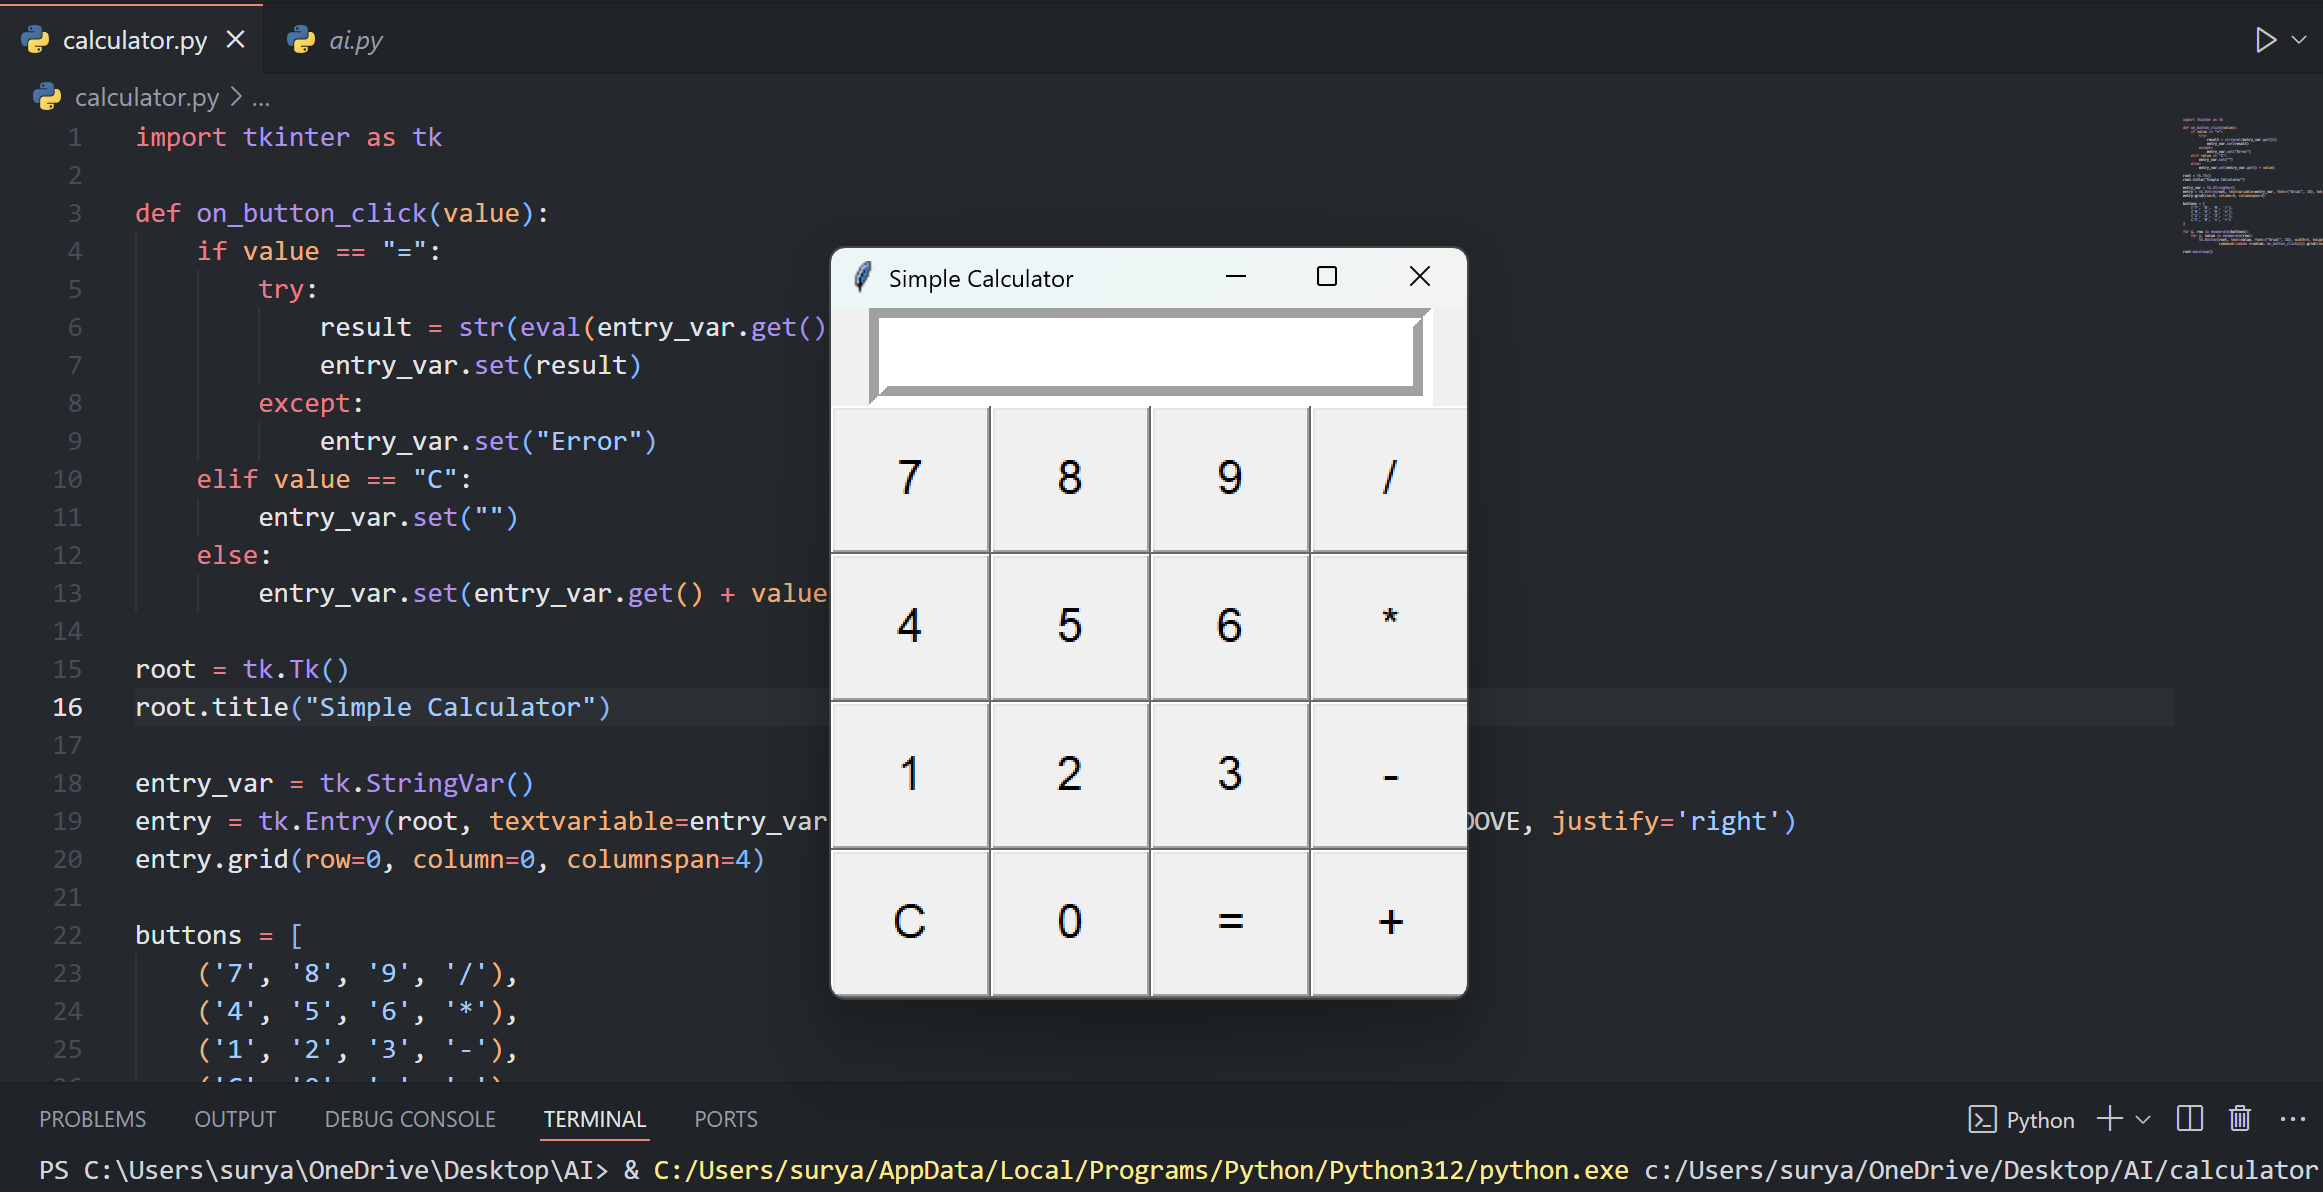 calculator.py
ai.py
calculator.py > ...
1 import tkinter as tk
2
3 def on_button_click(value):
4 if value == "=":
5 try:
6 result = str(eval(entry_var.get()
7 entry_var.set(result)
8 except:
9 entry_var.set("Error")
10 elif value == "C":
11 entry_var.set("")
12 else:
13 entry_var.set(entry_var.get() + value
14
15 root = tk.Tk()
16 root.title("Simple Calculator")
17
18 entry_var = tk.StringVar()
19 entry = tk.Entry(root, textvariable=entry_var OOVE, justify='right')
20 entry.grid(row=0, column=0, columnspan=4)
21
22 buttons = [
23 ('7', '8', '9', '/'),
24 ('4', '5', '6', '*'),
25 ('1', '2', '3', '-'),
Simple Calculator
7 8 9 /
4 5 6 *
1 2 3 -
C 0 = +
PROBLEMS OUTPUT DEBUG CONSOLE TERMINAL PORTS
Python
PS C:\Users\surya\OneDrive\Desktop\AI> & C:/Users/surya/AppData/Local/Programs/Python/Python312/python.exe c:/Users/surya/OneDrive/Desktop/AI/calculator